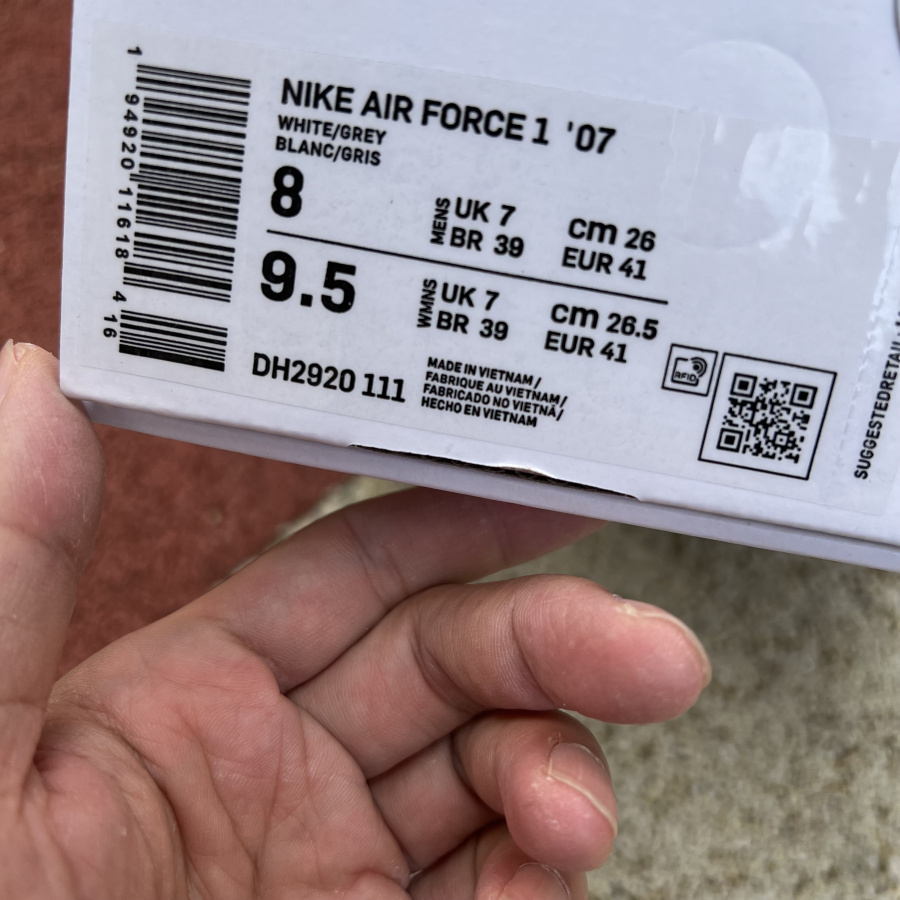 NIKE AIR FORCE 1 '07
WHITE/GREY
BLANC/GRIS
8
MENS
UK 7
BR 39
cm 26
EUR 41
9.5
WMNS
UK 7
BR 39
cm 26.5
EUR 41
DH2920 111
MADE IN VIETNAM /
FABRIQUE AU VIETNAM/
FABRICADO NO VIETNÃ/
HECHO EN VIETNAM
RFID
1 94920 11618 4 16
SUGGESTEDRETAIL